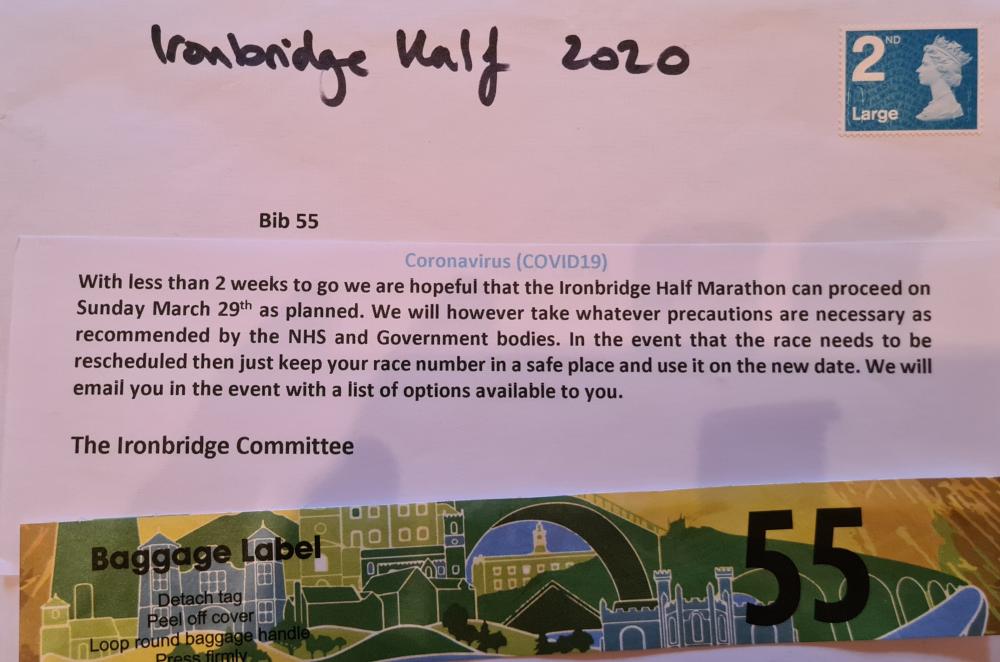 Ironbridge Half 2020
2ND
Large
Bib 55
Coronavirus (COVID19)
With less than 2 weeks to go we are hopeful that the Ironbridge Half Marathon can proceed on
Sunday March 29th as planned. We will however take whatever precautions are necessary as
recommended by the NHS and Government bodies. In the event that the race needs to be
rescheduled then just keep your race number in a safe place and use it on the new date. We will
email you in the event with a list of options available to you.
The Ironbridge Committee
Baggage Label
55
Detach tag
Peel off cover
Loop round baggage handle
Press firmly